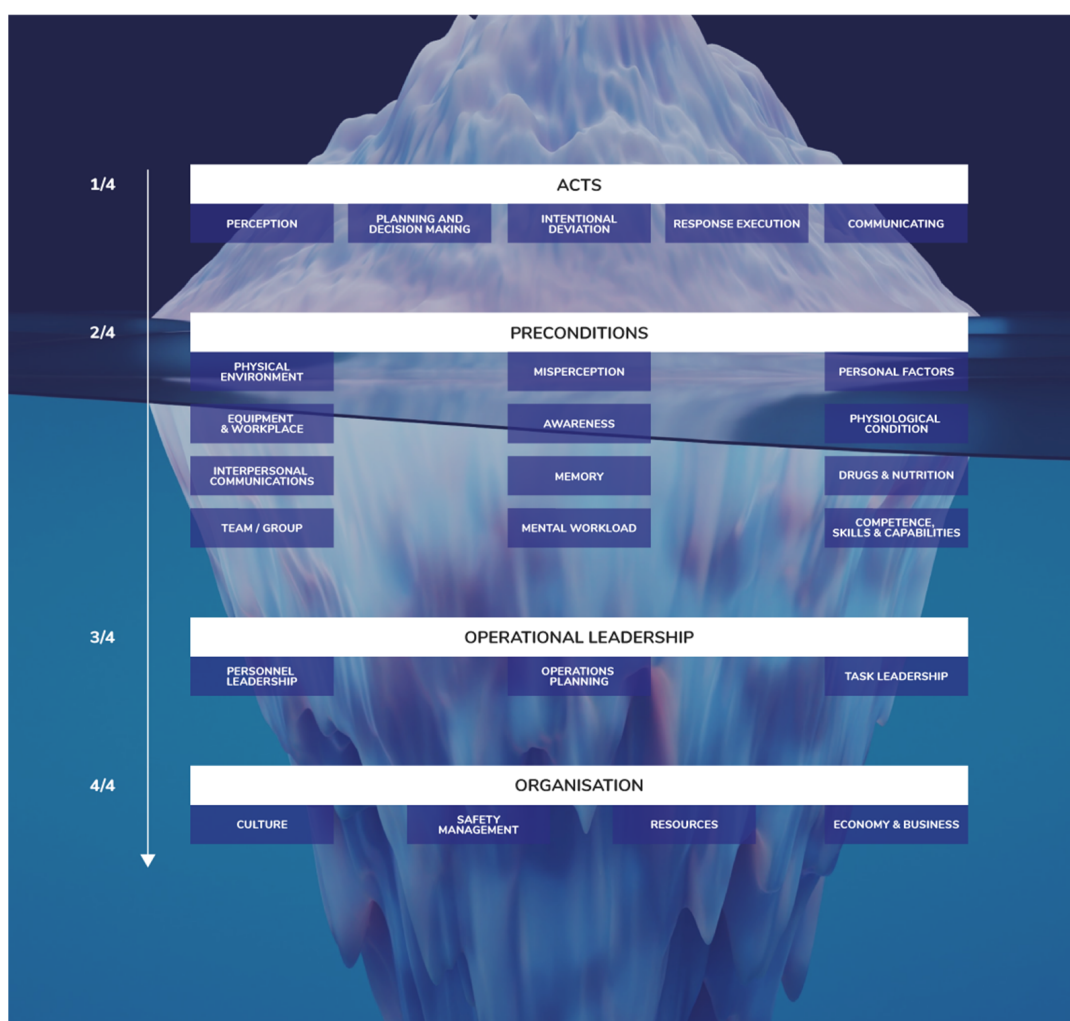 1/4
ACTS
PERCEPTION
PLANNING AND
DECISION MAKING
INTENTIONAL
DEVIATION
RESPONSE EXECUTION
COMMUNICATING
2/4
PRECONDITIONS
PHYSICAL
ENVIRONMENT
MISPERCEPTION
PERSONAL FACTORS
EQUIPMENT
& WORKPLACE
AWARENESS
PHYSIOLOGICAL
CONDITION
INTERPERSONAL
COMMUNICATIONS
MEMORY
DRUGS & NUTRITION
TEAM / GROUP
MENTAL WORKLOAD
COMPETENCE,
SKILLS & CAPABILITIES
3/4
OPERATIONAL LEADERSHIP
PERSONNEL
LEADERSHIP
OPERATIONS
PLANNING
TASK LEADERSHIP
4/4
ORGANISATION
CULTURE
SAFETY
MANAGEMENT
RESOURCES
ECONOMY & BUSINESS